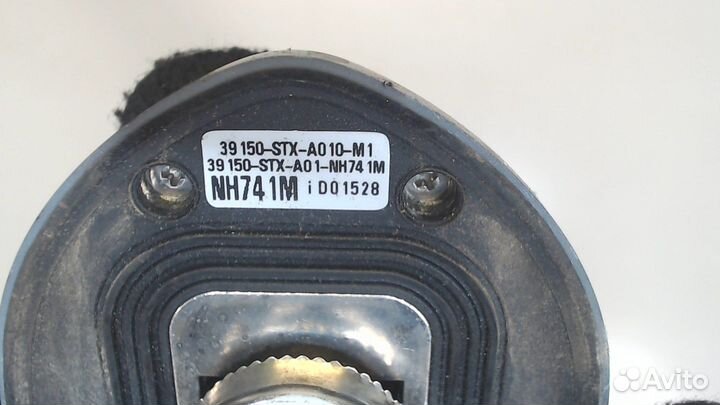 39150-STX-A010-M1
39150-STX-A01-NH741M
NH741M iD01528
Avito